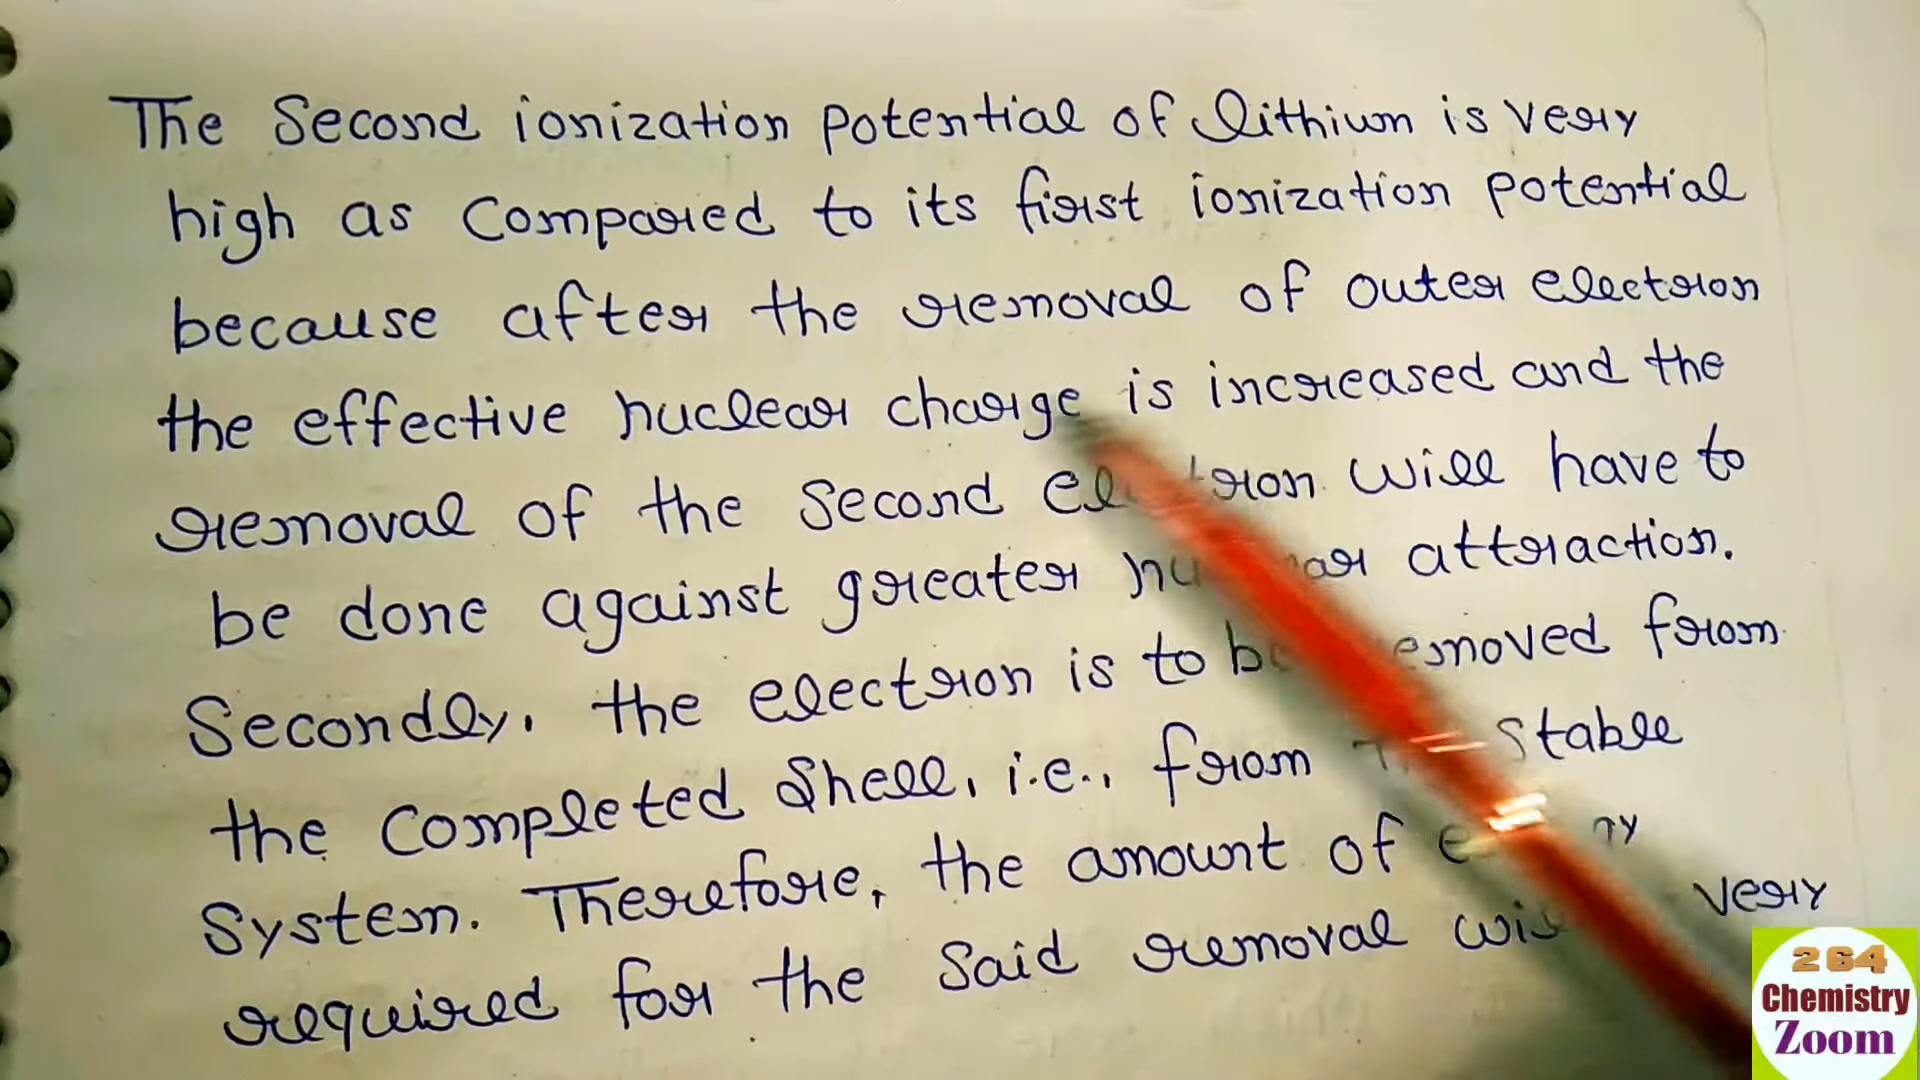 The Second ionization potential of lithium is very
high as compared to its first ionization potential
because after the removal of outer electron
the effective nuclear charge is increased and the
removal of the second will have to
be done against greater attraction.
Secondly, the electron is to from
the completed shell, i.e., from stable
system. Therefore, the amount of
required for the said removal very
264
Chemistry
Zoom